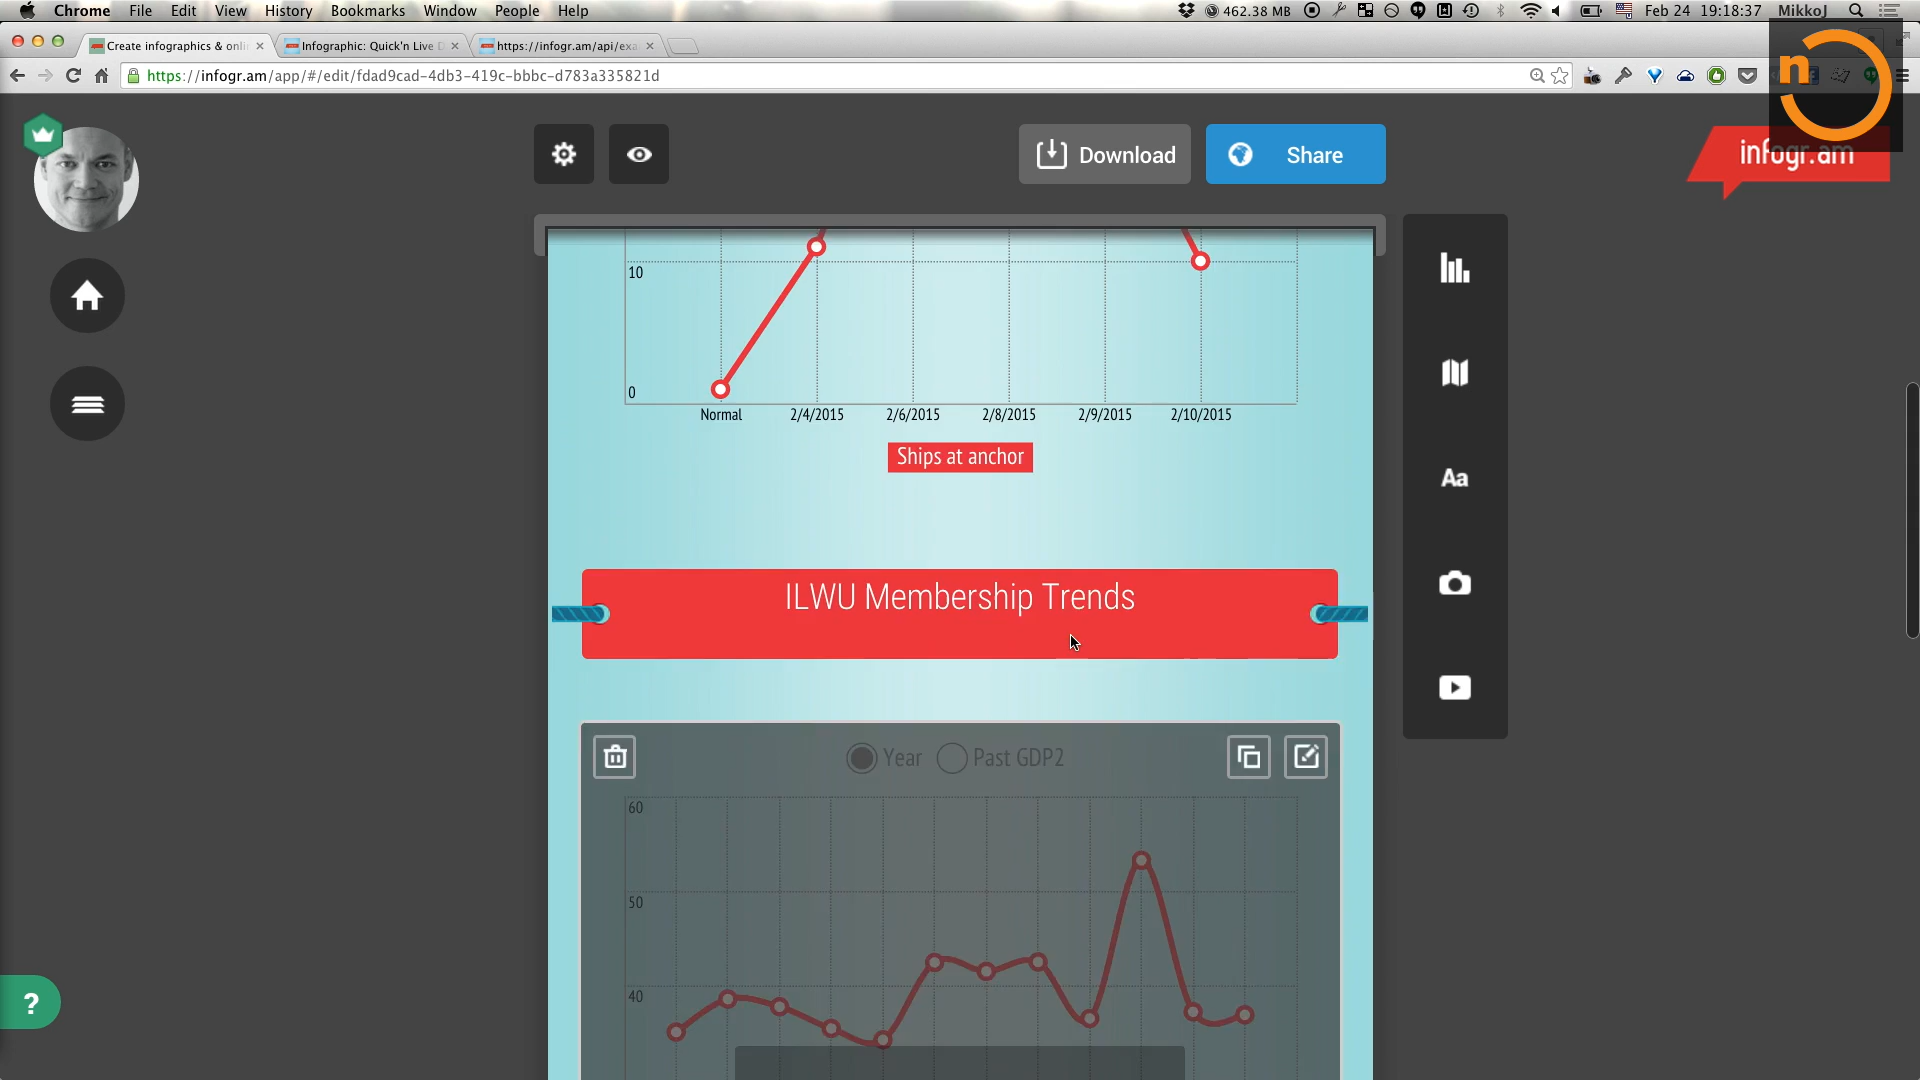 Chrome File Edit View History Bookmarks Window People Help 462.38 MB Feb 24 19:18:37 MikkoJ
Create infographics & onli Infographic: Quick'n Live D https://infogr.am/api/exa
https://infogr.am/app/#/edit/fdad9cad-4db3-419c-bbbc-d783a335821d
n
Download Share
infogr.am
10
0
Normal 2/4/2015 2/6/2015 2/8/2015 2/9/2015 2/10/2015
Ships at anchor
Aa
ILWU Membership Trends
Year Past GDP2
60
50
40
?